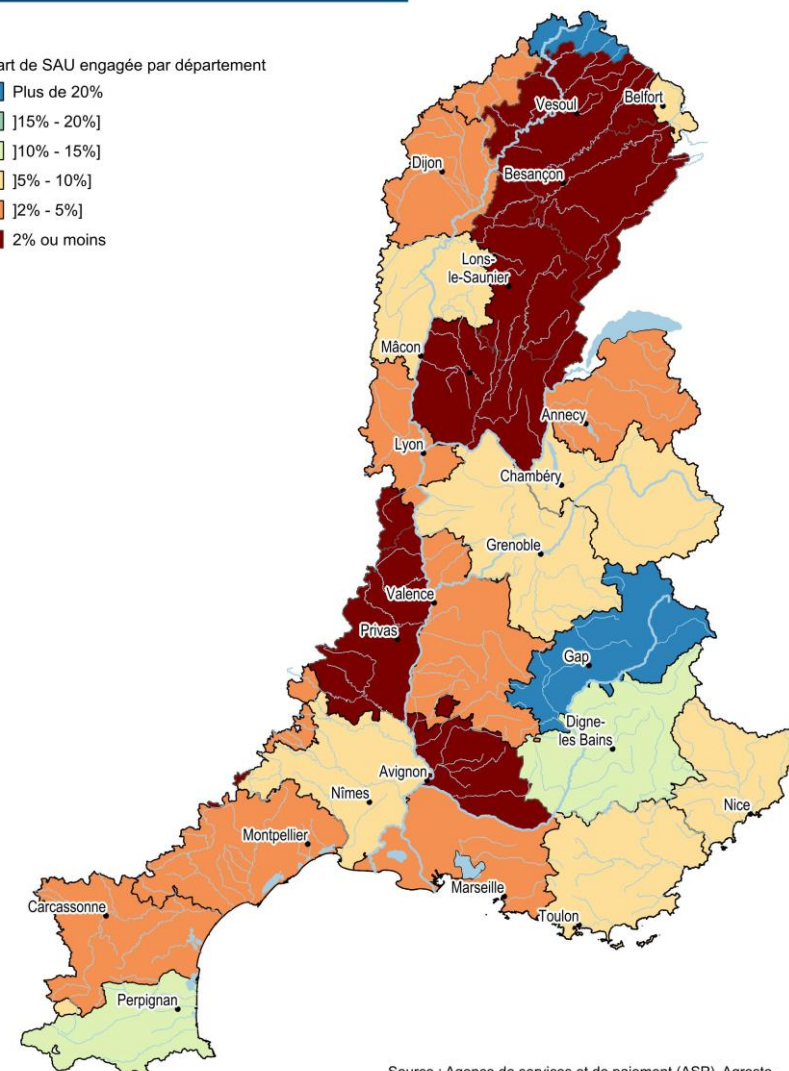 art de SAU engagée par département
Plus de 20%
]15% - 20%]
]10% - 15%]
]5% - 10%]
]2% - 5%]
2% ou moins
Vesoul
Belfort
Dijon
Besançon
Lons-
le-Saunier
Mâcon
Annecy
Lyon
Chambéry
Grenoble
Valence
Privas
Gap
Digne-
les Bains
Avignon
Nîmes
Nice
Montpellier
Marseille
Carcassonne
Toulon
Perpignan
Source : Agence de services et de paiement (ASP), Agreste